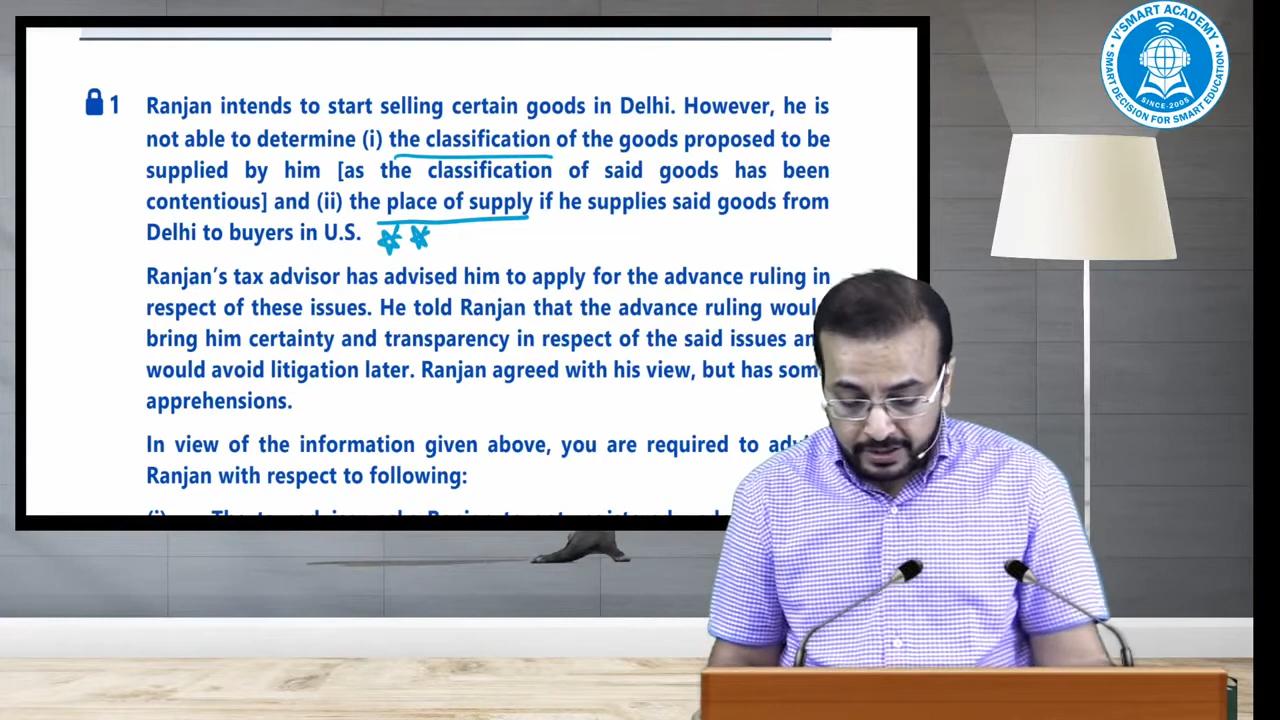 1 Ranjan intends to start selling certain goods in Delhi. However, he is
not able to determine (i) the classification of the goods proposed to be
supplied by him [as the classification of said goods has been
contentious] and (ii) the place of supply if he supplies said goods from
Delhi to buyers in U.S.
Ranjan's tax advisor has advised him to apply for the advance ruling in
respect of these issues. He told Ranjan that the advance ruling
bring him certainty and transparency in respect of the said issues
would avoid litigation later. Ranjan agreed with his view, but has
apprehensions.
In view of the information given above, you are required to
Ranjan with respect to following:
V'SMART ACADEMY
SINCE-2005
SMART DECISION FOR SMART EDUCATION